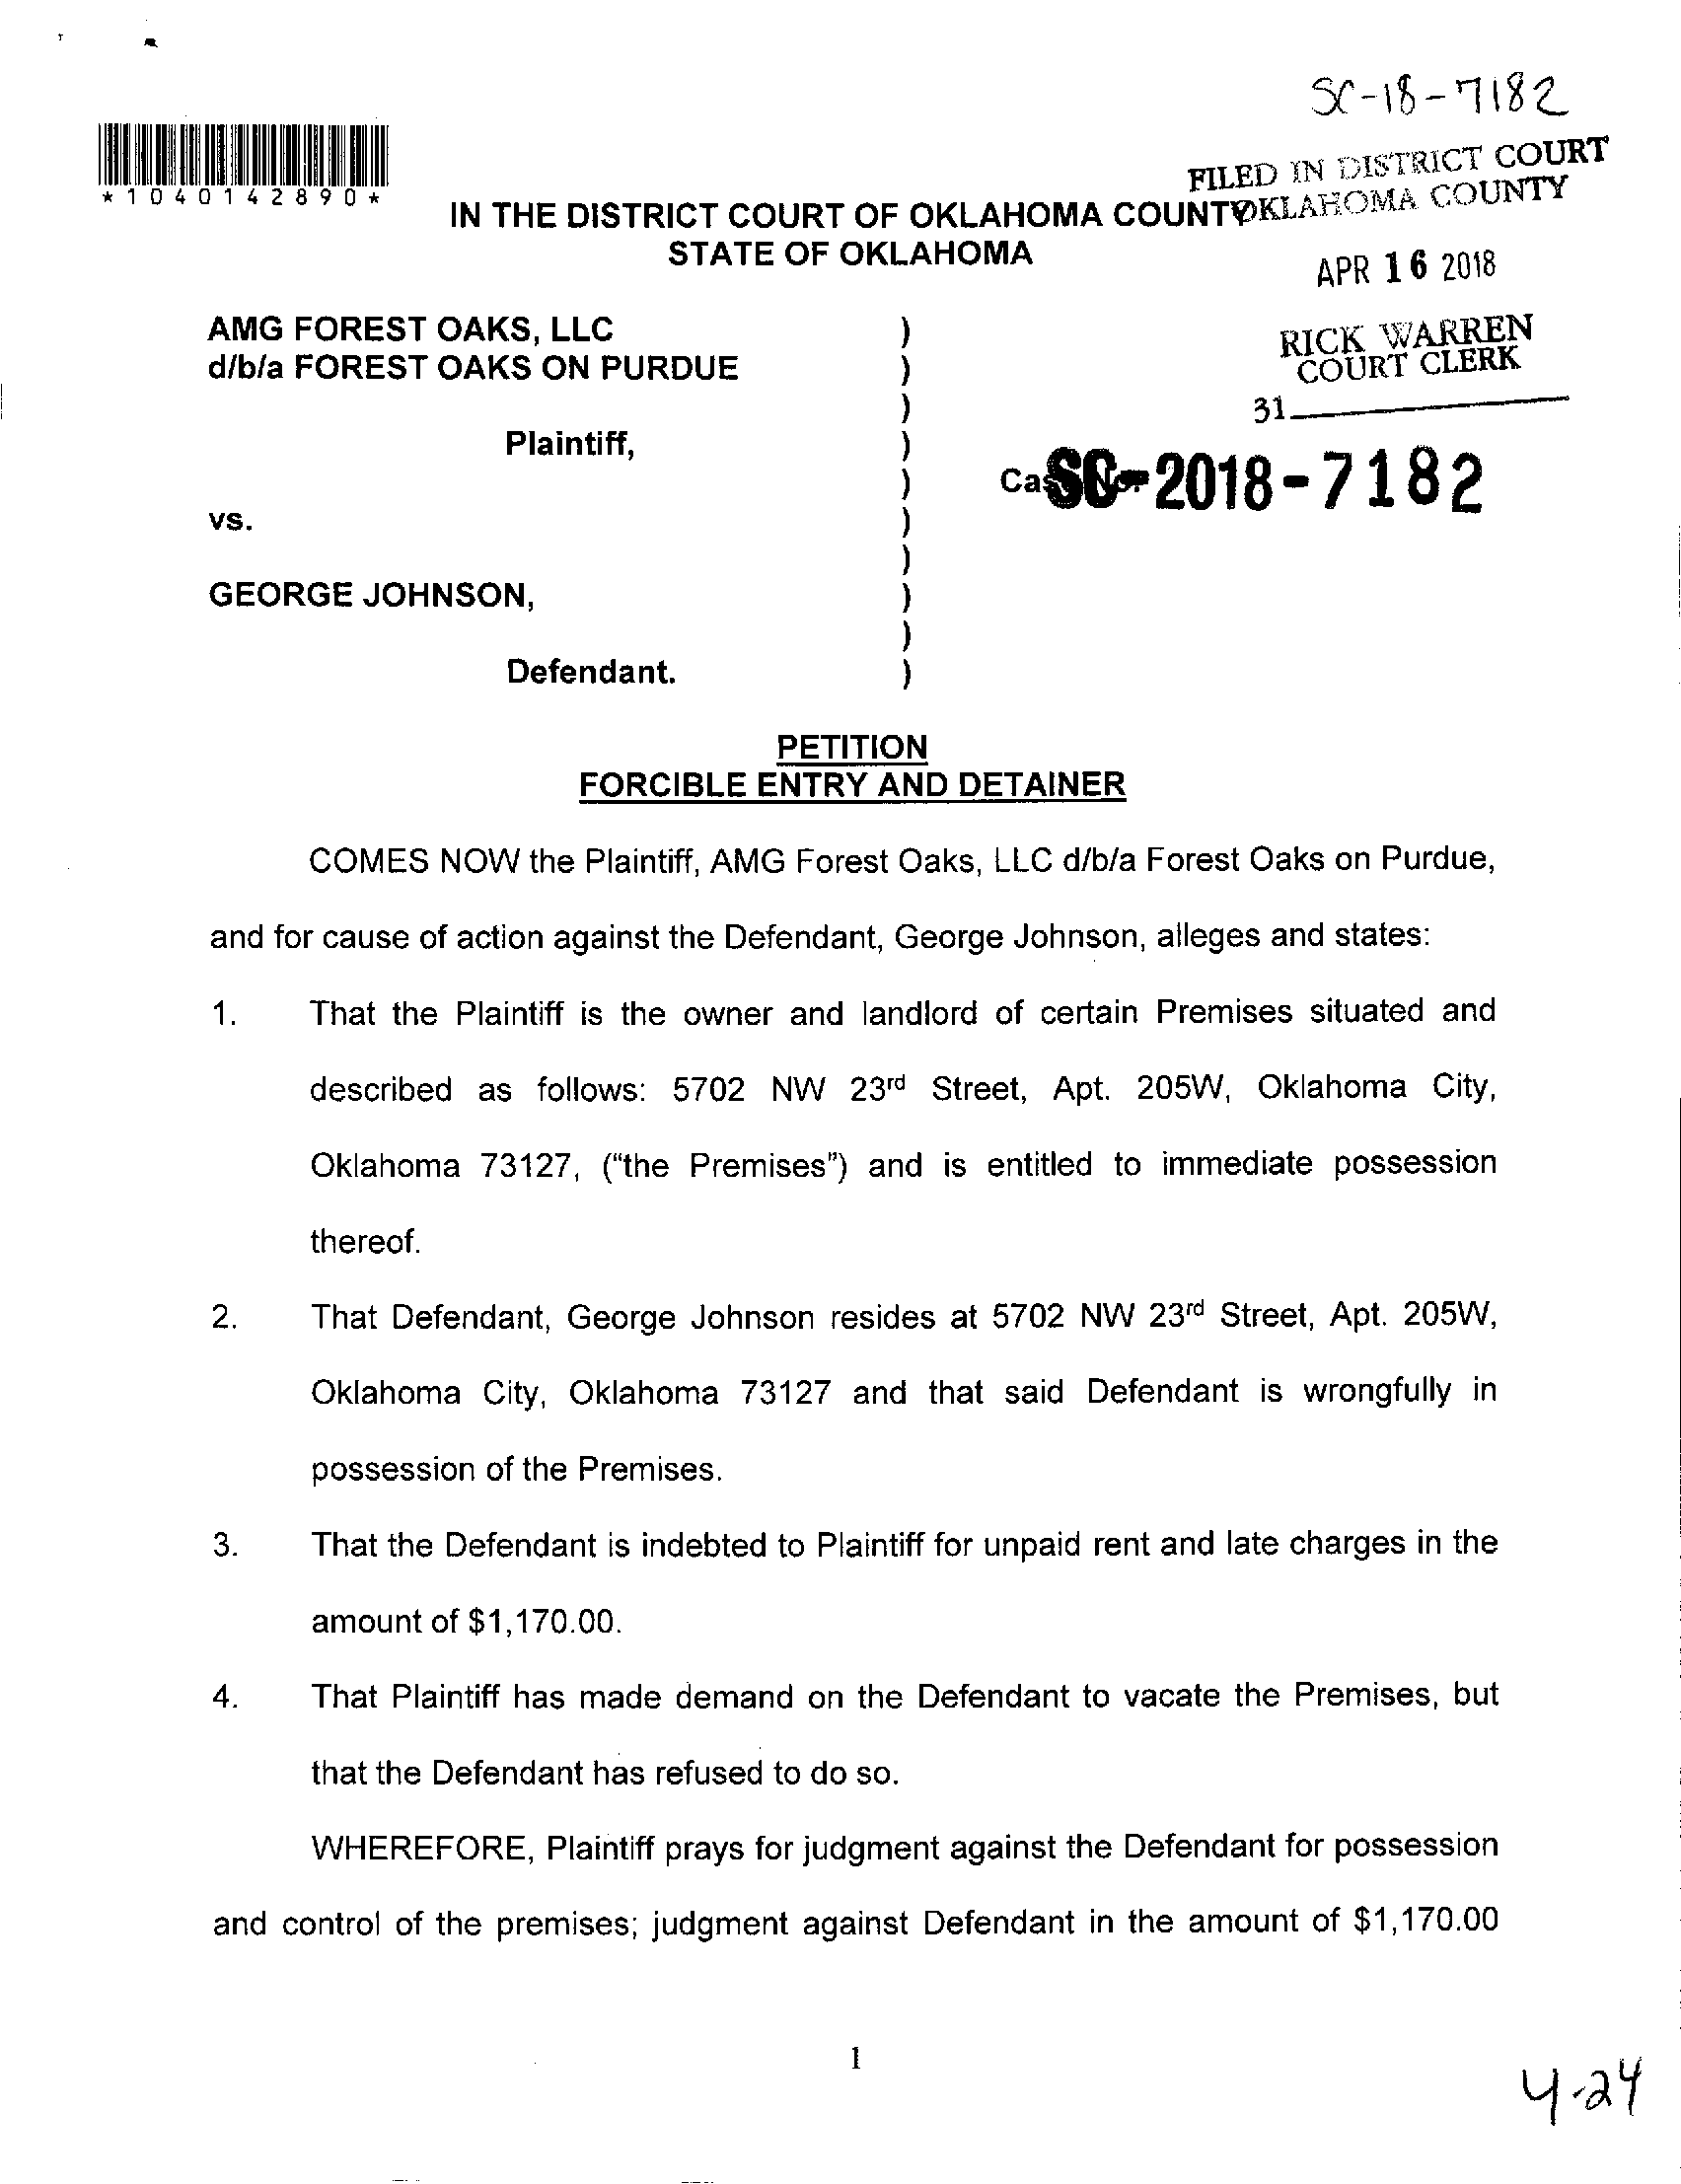 SC-18-7182
*1040142890*
FILED IN DISTRICT COURT
OKLAHOMA COUNTY
IN THE DISTRICT COURT OF OKLAHOMA COUNTY
STATE OF OKLAHOMA
APR 16 2018
RICK WARREN
COURT CLERK
31
AMG FOREST OAKS, LLC )
d/b/a FOREST OAKS ON PURDUE )
)
Plaintiff, )
) SC-2018-7182
vs. )
)
GEORGE JOHNSON, )
)
Defendant. )
PETITION
FORCIBLE ENTRY AND DETAINER
COMES NOW the Plaintiff, AMG Forest Oaks, LLC d/b/a Forest Oaks on Purdue,
and for cause of action against the Defendant, George Johnson, alleges and states:
1. That the Plaintiff is the owner and landlord of certain Premises situated and
described as follows: 5702 NW 23rd Street, Apt. 205W, Oklahoma City,
Oklahoma 73127, ("the Premises") and is entitled to immediate possession
thereof.
2. That Defendant, George Johnson resides at 5702 NW 23rd Street, Apt. 205W,
Oklahoma City, Oklahoma 73127 and that said Defendant is wrongfully in
possession of the Premises.
3. That the Defendant is indebted to Plaintiff for unpaid rent and late charges in the
amount of $1,170.00.
4. That Plaintiff has made demand on the Defendant to vacate the Premises, but
that the Defendant has refused to do so.
WHEREFORE, Plaintiff prays for judgment against the Defendant for possession
and control of the premises; judgment against Defendant in the amount of $1,170.00
1
4-24